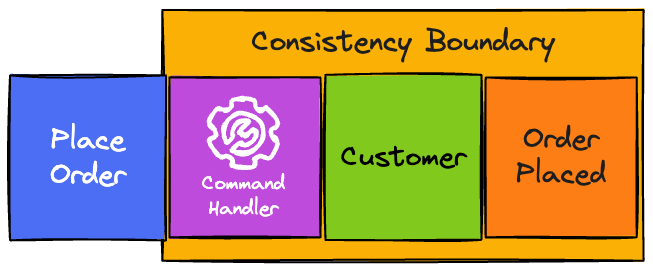 Consistency Boundary
Place
Order
Command
Handler
Customer
Order
Placed